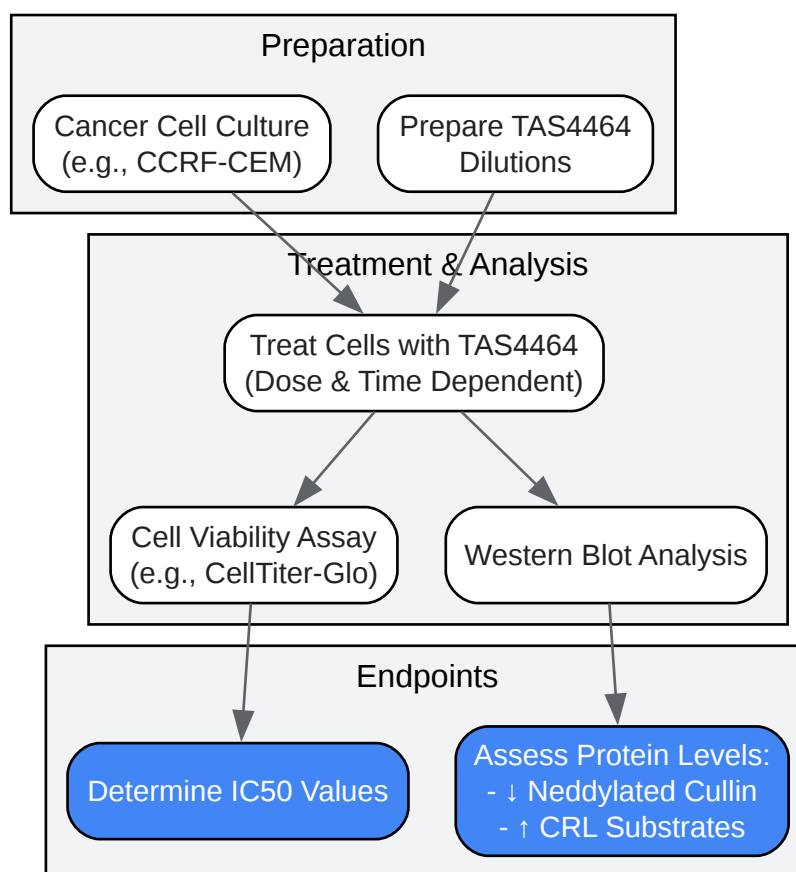 Preparation
Cancer Cell Culture
(e.g., CCRF-CEM)
Prepare TAS4464
Dilutions
Treatment & Analysis
Treat Cells with TAS4464
(Dose & Time Dependent)
Cell Viability Assay
(e.g., CellTiter-Glo)
Western Blot Analysis
Endpoints
Determine IC50 Values
Assess Protein Levels:
- ↓ Neddylated Cullin
- ↑ CRL Substrates